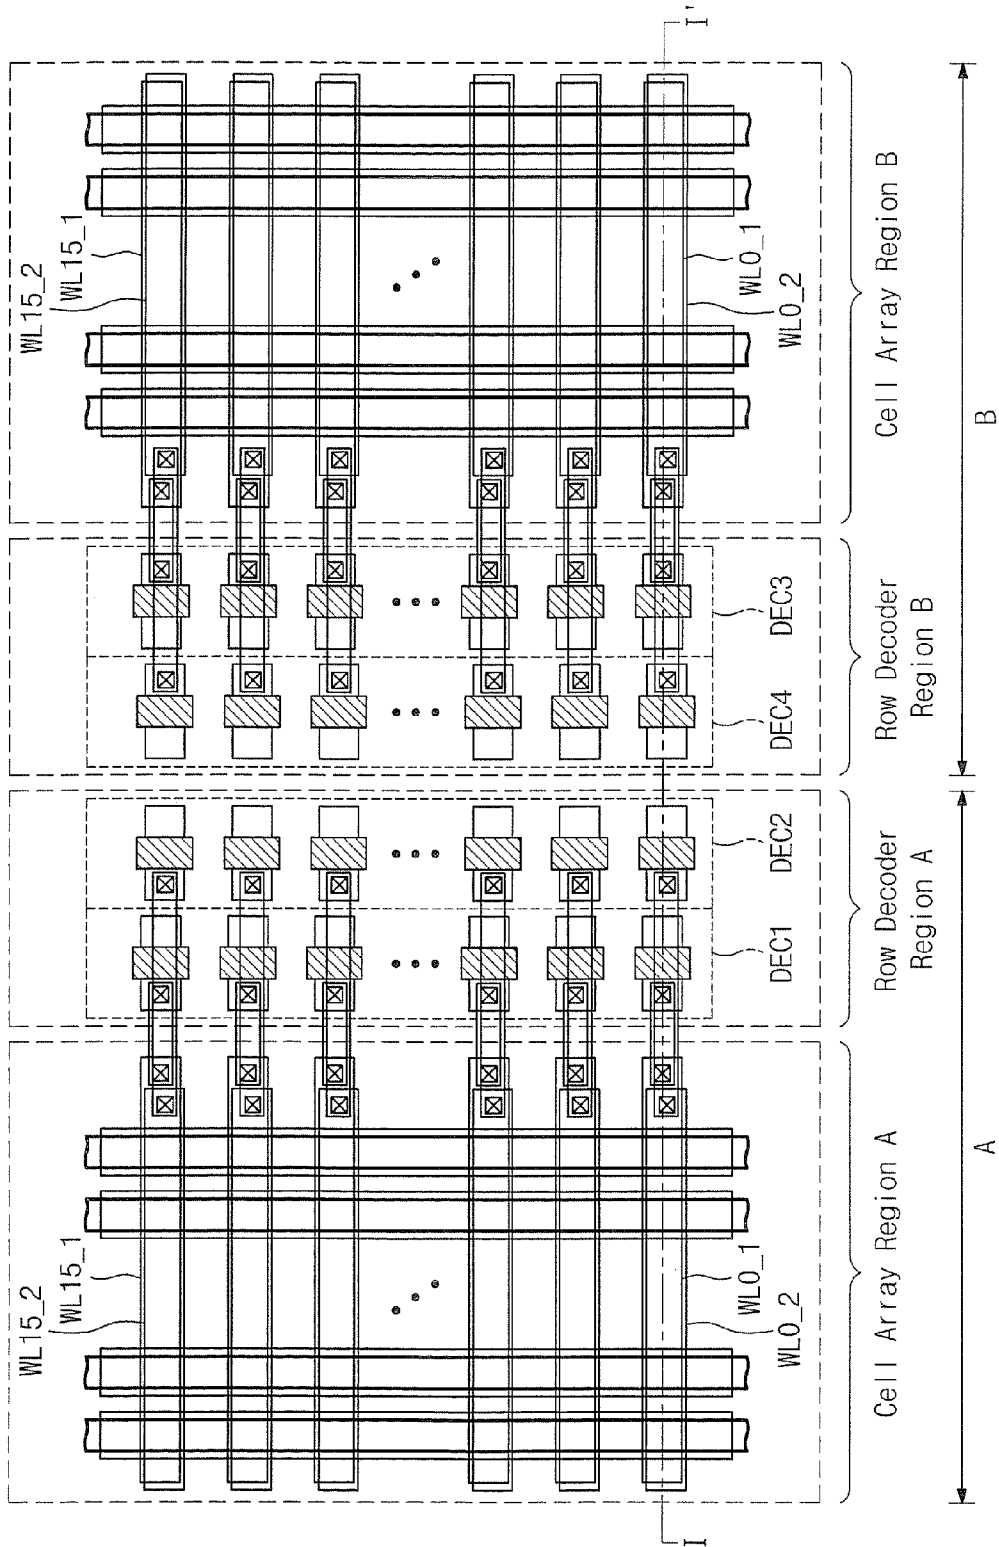 I
I'
WL15_2
WL15_1
WL0_1
WL0_2
WL15_2
WL15_1
WL0_1
WL0_2
DEC1
DEC2
DEC4
DEC3
Cell Array Region A
Row Decoder
Region A
Row Decoder
Region B
Cell Array Region B
A
B